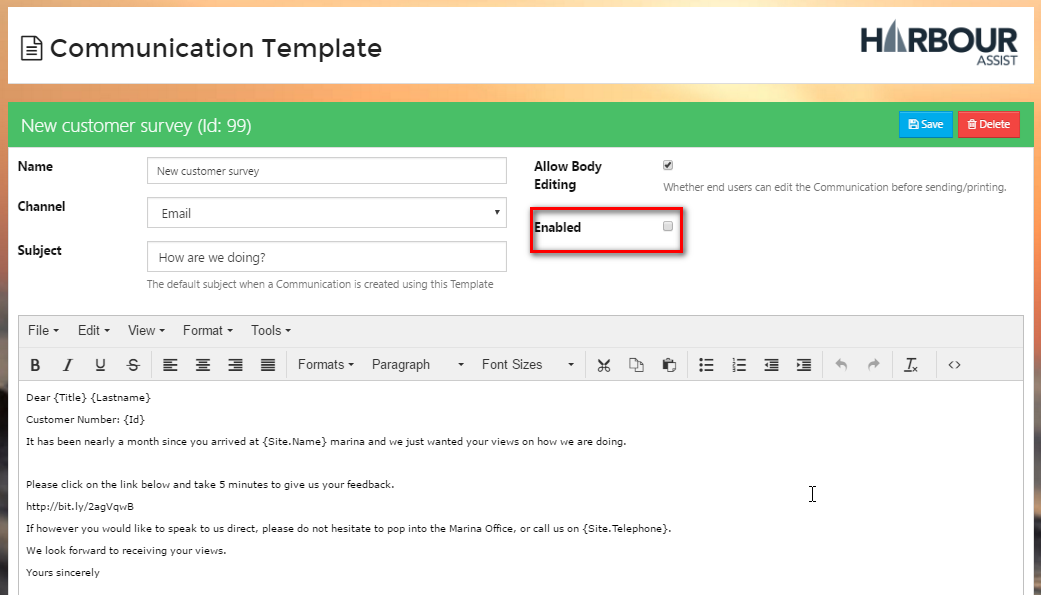 Communication Template
HARBOUR
ASSIST
New customer survey (Id: 99)
Save
Delete
Name
New customer survey
Channel
Email
Subject
How are we doing?
The default subject when a Communication is created using this Template
Allow Body
Editing
Whether end users can edit the Communication before sending/printing.
Enabled
File Edit View Format Tools
B I U S Formats Paragraph Font Sizes
Dear {Title} {Lastname}
Customer Number: {Id}
It has been nearly a month since you arrived at {Site.Name} marina and we just wanted your views on how we are doing.
Please click on the link below and take 5 minutes to give us your feedback.
http://bit.ly/2agVqwB
If however you would like to speak to us direct, please do not hesitate to pop into the Marina Office, or call us on {Site.Telephone}.
We look forward to receiving your views.
Yours sincerely